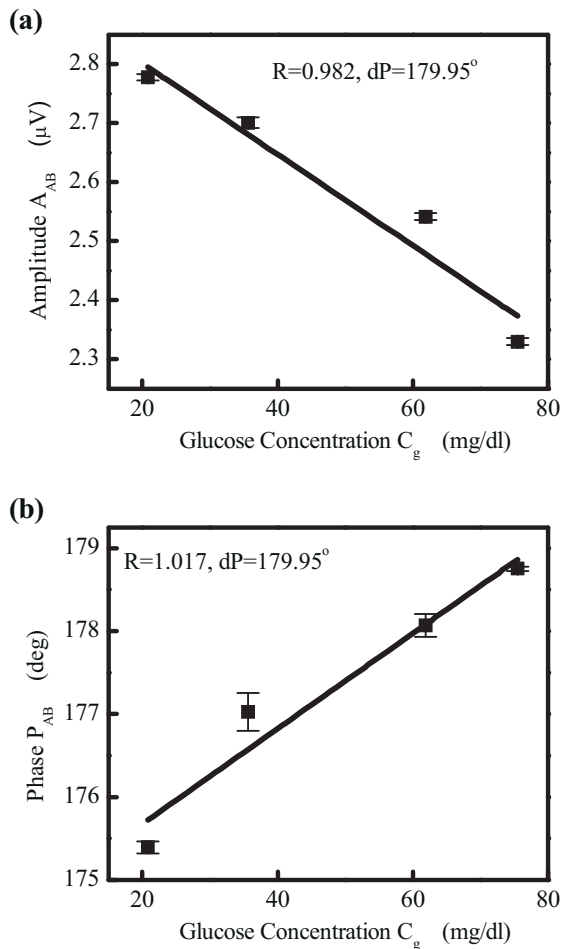 (a)
R=0.982, dP=179.95°
Amplitude A_AB (μV)
2.8
2.7
2.6
2.5
2.4
2.3
20 40 60 80
Glucose Concentration C_g (mg/dl)
(b)
R=1.017, dP=179.95°
Phase P_AB (deg)
179
178
177
176
175
20 40 60 80
Glucose Concentration C_g (mg/dl)